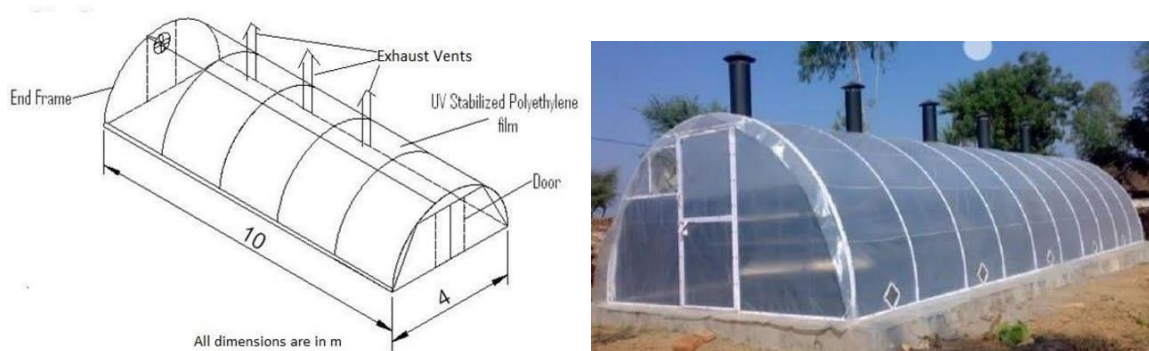 Exhaust Vents
End Frame
UV Stabilized Polyethylene
film
Door
10
4
All dimensions are in m